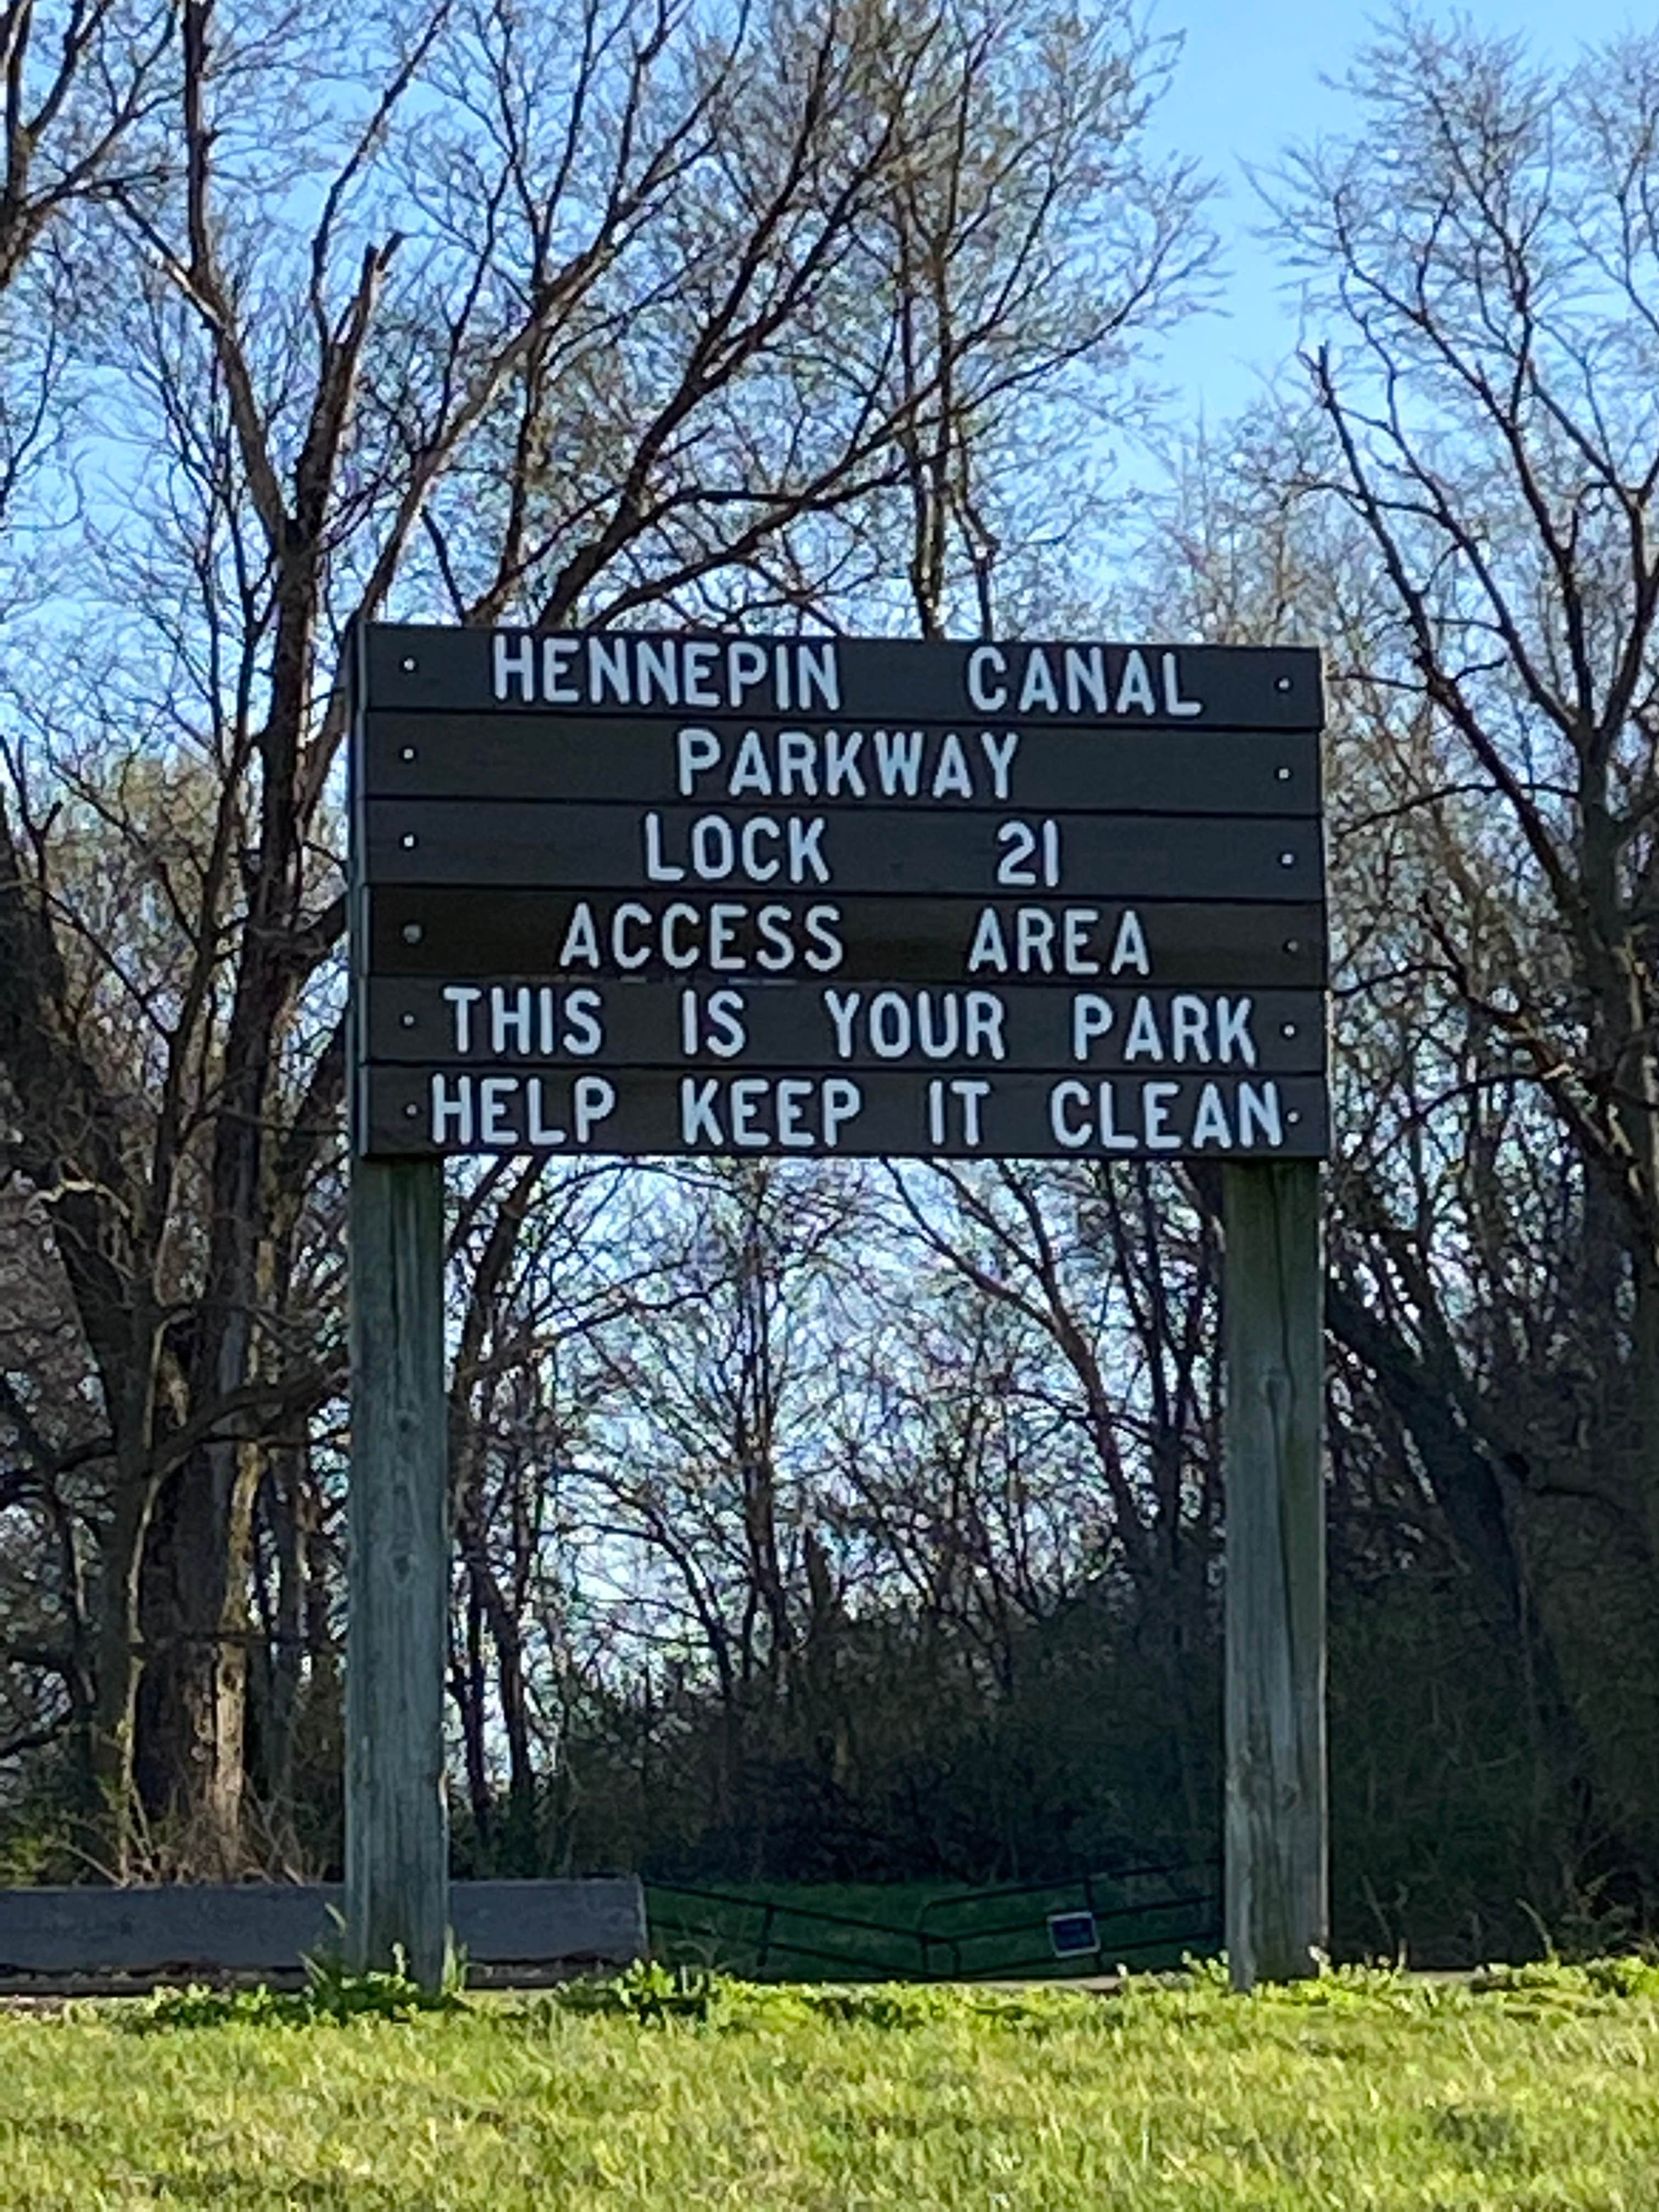 HENNEPIN CANAL
PARKWAY
LOCK 21
ACCESS AREA
THIS IS YOUR PARK
HELP KEEP IT CLEAN